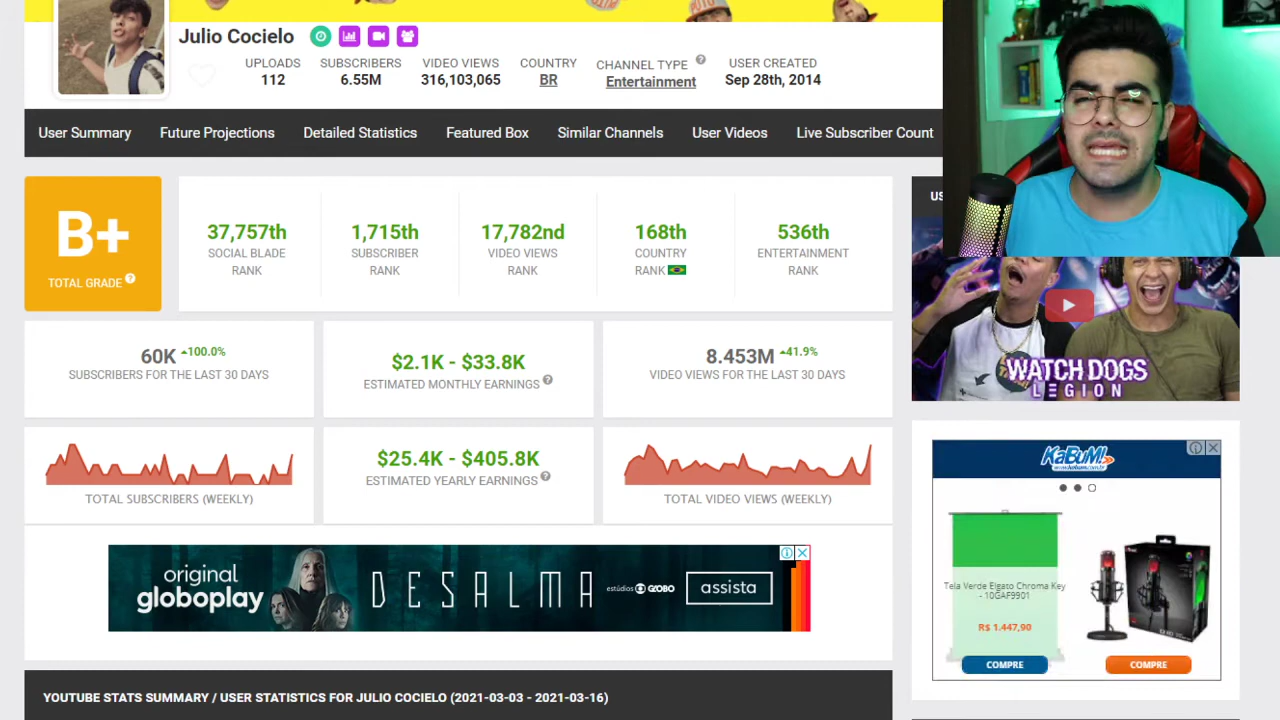 Julio Cocielo
UPLOADS
112
SUBSCRIBERS
6.55M
VIDEO VIEWS
316,103,065
COUNTRY
BR
CHANNEL TYPE
Entertainment
USER CREATED
Sep 28th, 2014
User Summary
Future Projections
Detailed Statistics
Featured Box
Similar Channels
User Videos
Live Subscriber Count
US
B+
TOTAL GRADE
37,757th
SOCIAL BLADE
RANK
1,715th
SUBSCRIBER
RANK
17,782nd
VIDEO VIEWS
RANK
168th
COUNTRY
RANK
536th
ENTERTAINMENT
RANK
60K 100.0%
SUBSCRIBERS FOR THE LAST 30 DAYS
$2.1K - $33.8K
ESTIMATED MONTHLY EARNINGS
8.453M 41.9%
VIDEO VIEWS FOR THE LAST 30 DAYS
WATCH DOGS
LEGION
TOTAL SUBSCRIBERS (WEEKLY)
$25.4K - $405.8K
ESTIMATED YEARLY EARNINGS
TOTAL VIDEO VIEWS (WEEKLY)
KaBuM!
www.kabum.com.br
original
globoplay
DESALMA
estúdios GLOBO
assista
Tela Verde Elgato Chroma Key
- 10GAF9901
R$ 1.447,90
COMPRE
COMPRE
YOUTUBE STATS SUMMARY / USER STATISTICS FOR JULIO COCIELO (2021-03-03 - 2021-03-16)